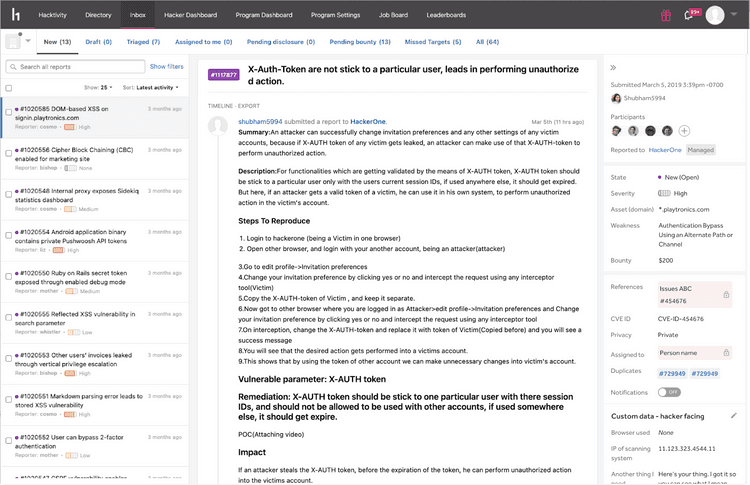 h
Hacktivity
Directory
Inbox
Hacker Dashboard
Program Dashboard
Program Settings
Job Board
Leaderboards
99+
New (13)
Draft (0)
Triaged (7)
Assigned to me (0)
Pending disclosure (0)
Pending bounty (13)
Missed Targets (5)
All (64)
Search all reports
Show filters
Show: 25
Sort: Latest activity
#1020585 DOM-based XSS on
signin.playtronics.com
3 months ago
Reporter: cosmo
High
#1020556 Cipher Block Chaining (CBC)
enabled for marketing site
3 months ago
Reporter: bishop
None
#1020548 Internal proxy exposes Sidekiq
statistics dashboard
3 months ago
Reporter: cosmo
Medium
#1020554 Android application binary
contains private Pushwoosh API tokens
3 months ago
Reporter: liz
High
#1020550 Ruby on Rails secret token
exposed through enabled debug mode
3 months ago
Reporter: mother
Medium
#1020555 Reflected XSS vulnerability in
search parameter
3 months ago
Reporter: whistler
Low
#1020553 Other users' invoices leaked
through vertical privilege escalation
3 months ago
Reporter: bishop
High
#1020551 Markdown parsing error leads to
stored XSS vulnerability
3 months ago
Reporter: cosmo
High
#1020552 User can bypass 2-factor
authentication
3 months ago
Reporter: mother
Low
#1020547 CSRF vulnerability enables
3 months ago
#1117877
X-Auth-Token are not stick to a particular user, leads in performing unauthorize
d action.
TIMELINE · EXPORT
shubham5994 submitted a report to HackerOne.
Mar 5th (11 hrs ago)
Summary:An attacker can successfully change invitation preferences and any other settings of any victim
accounts, because if XAUTH token of any victim gets leaked, an attacker can make use of that XAUTH-token to
perform unauthorized action.
Description:For functionalities which are getting validated by the means of XAUTH token, XAUTH token should
be stick to a particular user only with the users current session IDs, if used anywhere else, it should get expired.
But here, if an attacker gets a valid token of a victim, he can use it in his own system, to perform unauthorized
action in the victim's account.
Steps To Reproduce
1. Login to hackerone (being a Victim in one browser)
2. Open other browser, and login with your another account, being an attacker(attacker)
3.Go to edit profile->Invitation preferences
4.Change your invitation preference by clicking yes or no and intercept the request using any interceptor
tool(Victim)
5.Copy the X-AUTH-token of Victim , and keep it separate.
6.Now got to other browser where you are logged in as Attacker>edit profile->Invitation preferences and Change
your invitation preference by clicking yes or no and intercept the request using any interceptor tool
7.On interception, change the X-AUTH-token and replace it with token of Victim(Copied before) and you will see a
success message
8.You will see that the desired action gets performed into a victims account.
9.This shows that by using the token of other account we can make unnecessary changes into victim's account.
Vulnerable parameter: X-AUTH token
Remediation: X-AUTH token should be stick to one particular user with there session
IDs, and should not be allowed to be used with other accounts, if used somewhere
else, it should get expire.
POC(Attaching video)
Impact
If an attacker steals the X-AUTH token, before the expiration of the token, he can perform unauthorized action
into the victims account.
Submitted March 5, 2019 3:39pm -0700
Shubham5994
Participants
Reported to HackerOne Managed
State
New (Open)
Severity
High
Asset (domain)
*.playtronics.com
Weakness
Authentication Bypass
Using an Alternate Path or
Channel
Bounty
$200
References
Issues ABC
#454676
CVE ID
CVE-ID-454676
Privacy
Private
Assigned to
Person name
Duplicates
#729949
#729949
Notifications
OFF
Custom data - hacker facing
Browser used
None
IP of scanning
system
11.123.323.4544.11
Another thing I
need
Here's your thing. I got it so
you can see what I mean